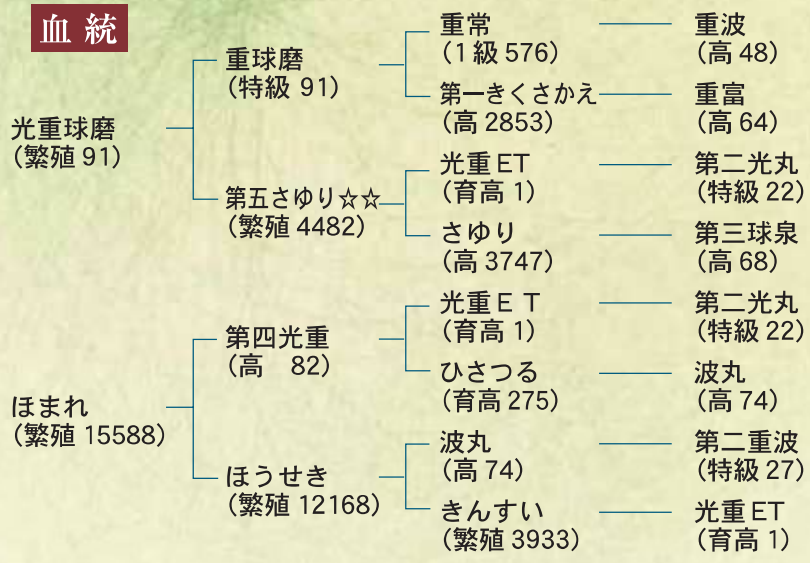 血統
光重球磨
(繁殖 91)
重球磨
(特級 91)
重常
(1級 576)
重波
(高 48)
第一きくさかえ
(高 2853)
重富
(高 64)
第五さゆり☆☆
(繁殖 4482)
光重ET
(育高 1)
第二光丸
(特級 22)
さゆり
(高 3747)
第三球泉
(高 68)
ほまれ
(繁殖 15588)
第四光重
(高　82)
光重ＥＴ
(育高 1)
第二光丸
(特級 22)
ひさつる
(育高 275)
波丸
(高 74)
ほうせき
(繁殖 12168)
波丸
(高 74)
第二重波
(特級 27)
きんすい
(繁殖 3933)
光重ET
(育高 1)